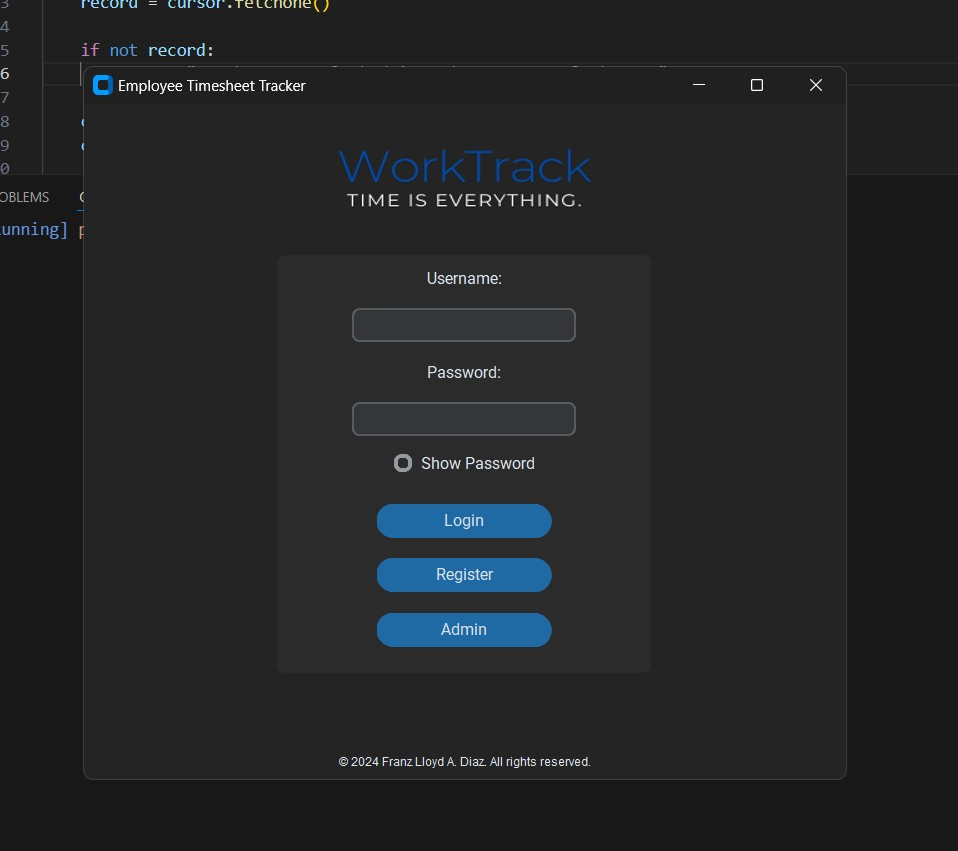 3 record = cursor.fetchone()
4
5 if not record:
6
7
8
9
0
Employee Timesheet Tracker
WorkTrack
TIME IS EVERYTHING.
Username:
Password:
Show Password
Login
Register
Admin
© 2024 Franz Lloyd A. Diaz. All rights reserved.
OBLEMS
unning]